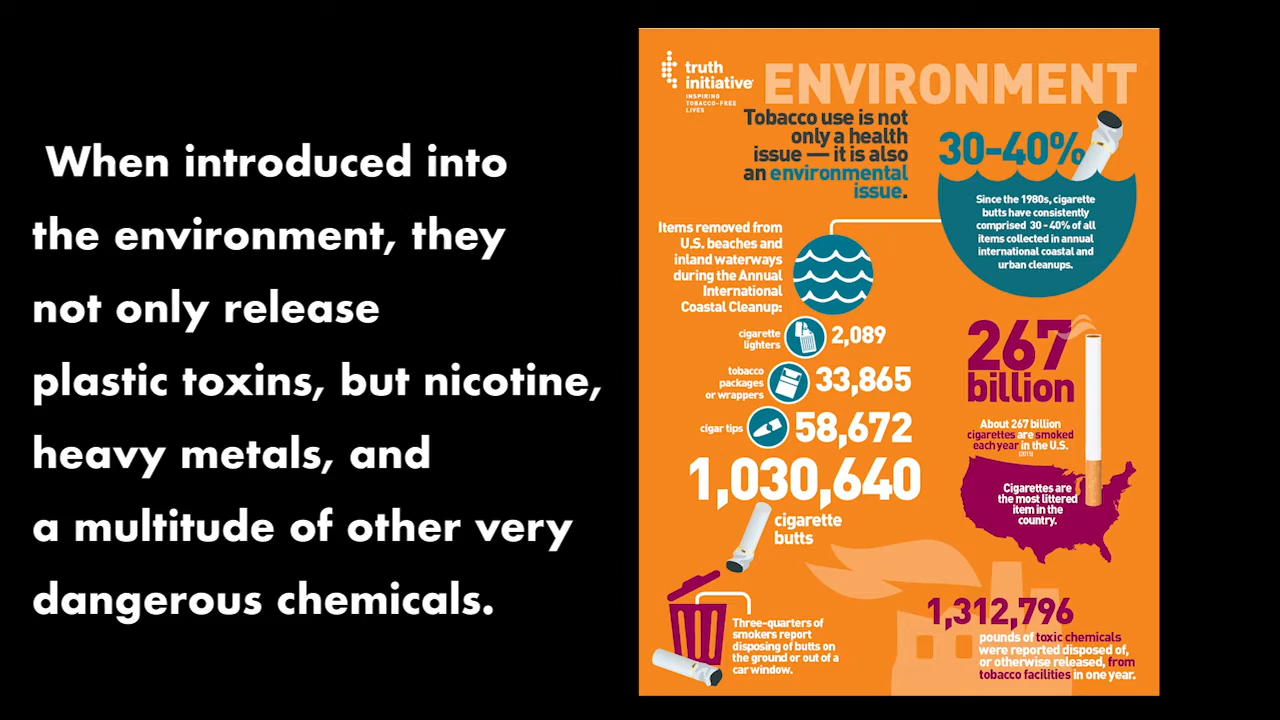 When introduced into
the environment, they
not only release
plastic toxins, but nicotine,
heavy metals, and
a multitude of other very
dangerous chemicals.
truth
initiative
INSPIRING
TOBACCO-FREE
LIVES
ENVIRONMENT
Tobacco use is not
only a health
issue — it is also
an environmental
issue.
30-40%
Since the 1980s, cigarette
butts have consistently
comprised 30 - 40% of all
items collected in annual
international coastal and
urban cleanups.
Items removed from
U.S. beaches and
inland waterways
during the Annual
International
Coastal Cleanup:
cigarette
lighters
2,089
tobacco
packages
or wrappers
33,865
cigar tips
58,672
1,030,640
cigarette
butts
267
billion
About 267 billion
cigarettes are smoked
each year in the U.S.
(2015)
Cigarettes are
the most littered
item in the
country.
Three-quarters of
smokers report
disposing of butts on
the ground or out of a
car window.
1,312,796
pounds of toxic chemicals
were reported disposed of,
or otherwise released, from
tobacco facilities in one year.